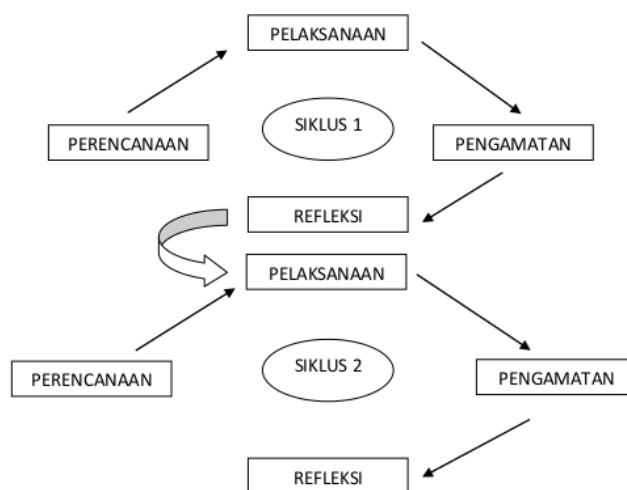 PELAKSANAAN
SIKLUS 1
PERENCANAAN
PENGAMATAN
REFLEKSI
PELAKSANAAN
SIKLUS 2
PERENCANAAN
PENGAMATAN
REFLEKSI